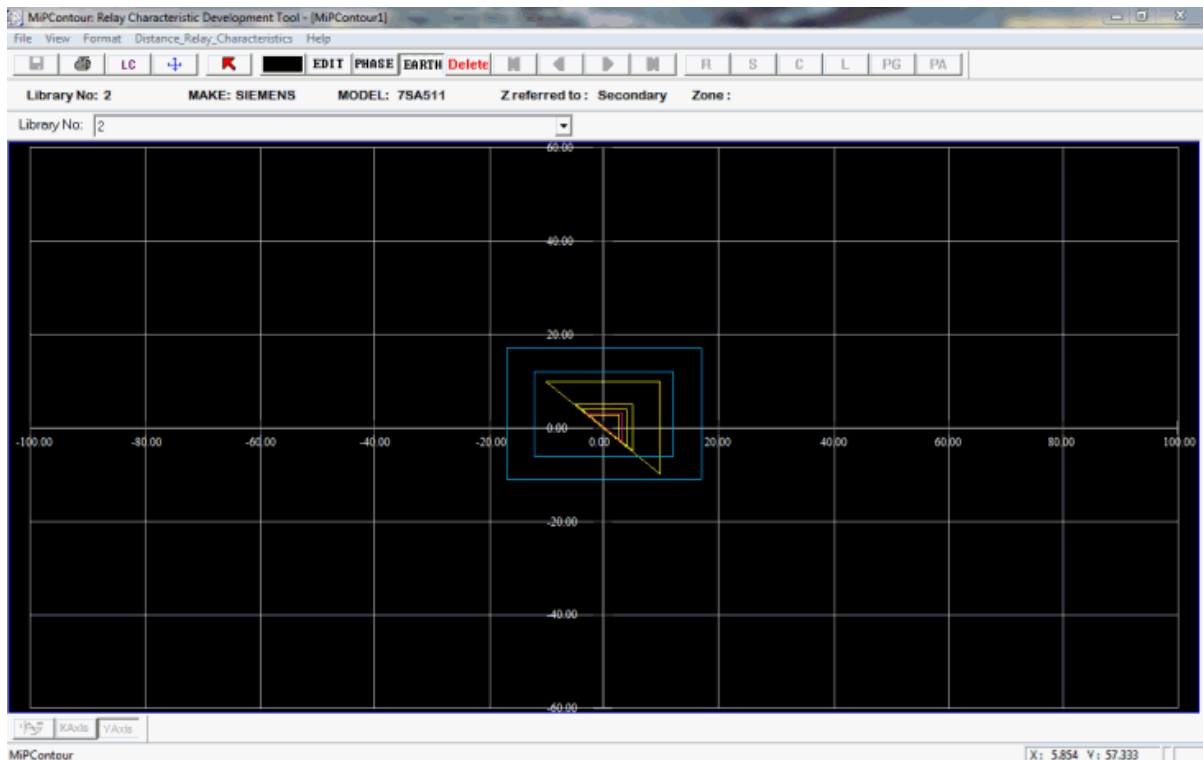 MiPContour: Relay Characteristic Development Tool - [MiPContour1]
File View Format Distance_Relay_Characteristics Help
LC EDIT PHASE EARTH Delete R S C L PG PA
Library No: 2 MAKE: SIEMENS MODEL: 7SA511 Z referred to : Secondary Zone :
Library No: 2
60.00
40.00
20.00
-100.00 -80.00 -60.00 -40.00 -20.00 0.00 0.00 20.00 40.00 60.00 80.00 100.00
-20.00
-40.00
-60.00
XAxis YAxis
MiPContour X: 5.854 Y: 57.333